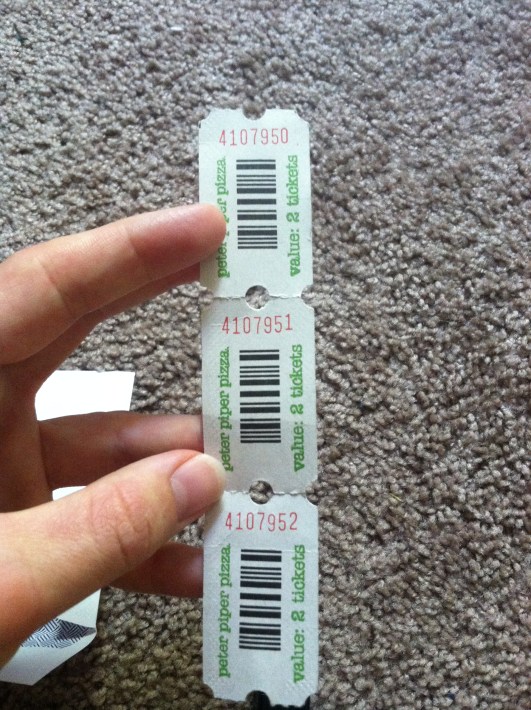 4107950
peter piper pizza
value: 2 tickets
4107951
peter piper pizza
value: 2 tickets
4107952
peter piper pizza
value: 2 tickets